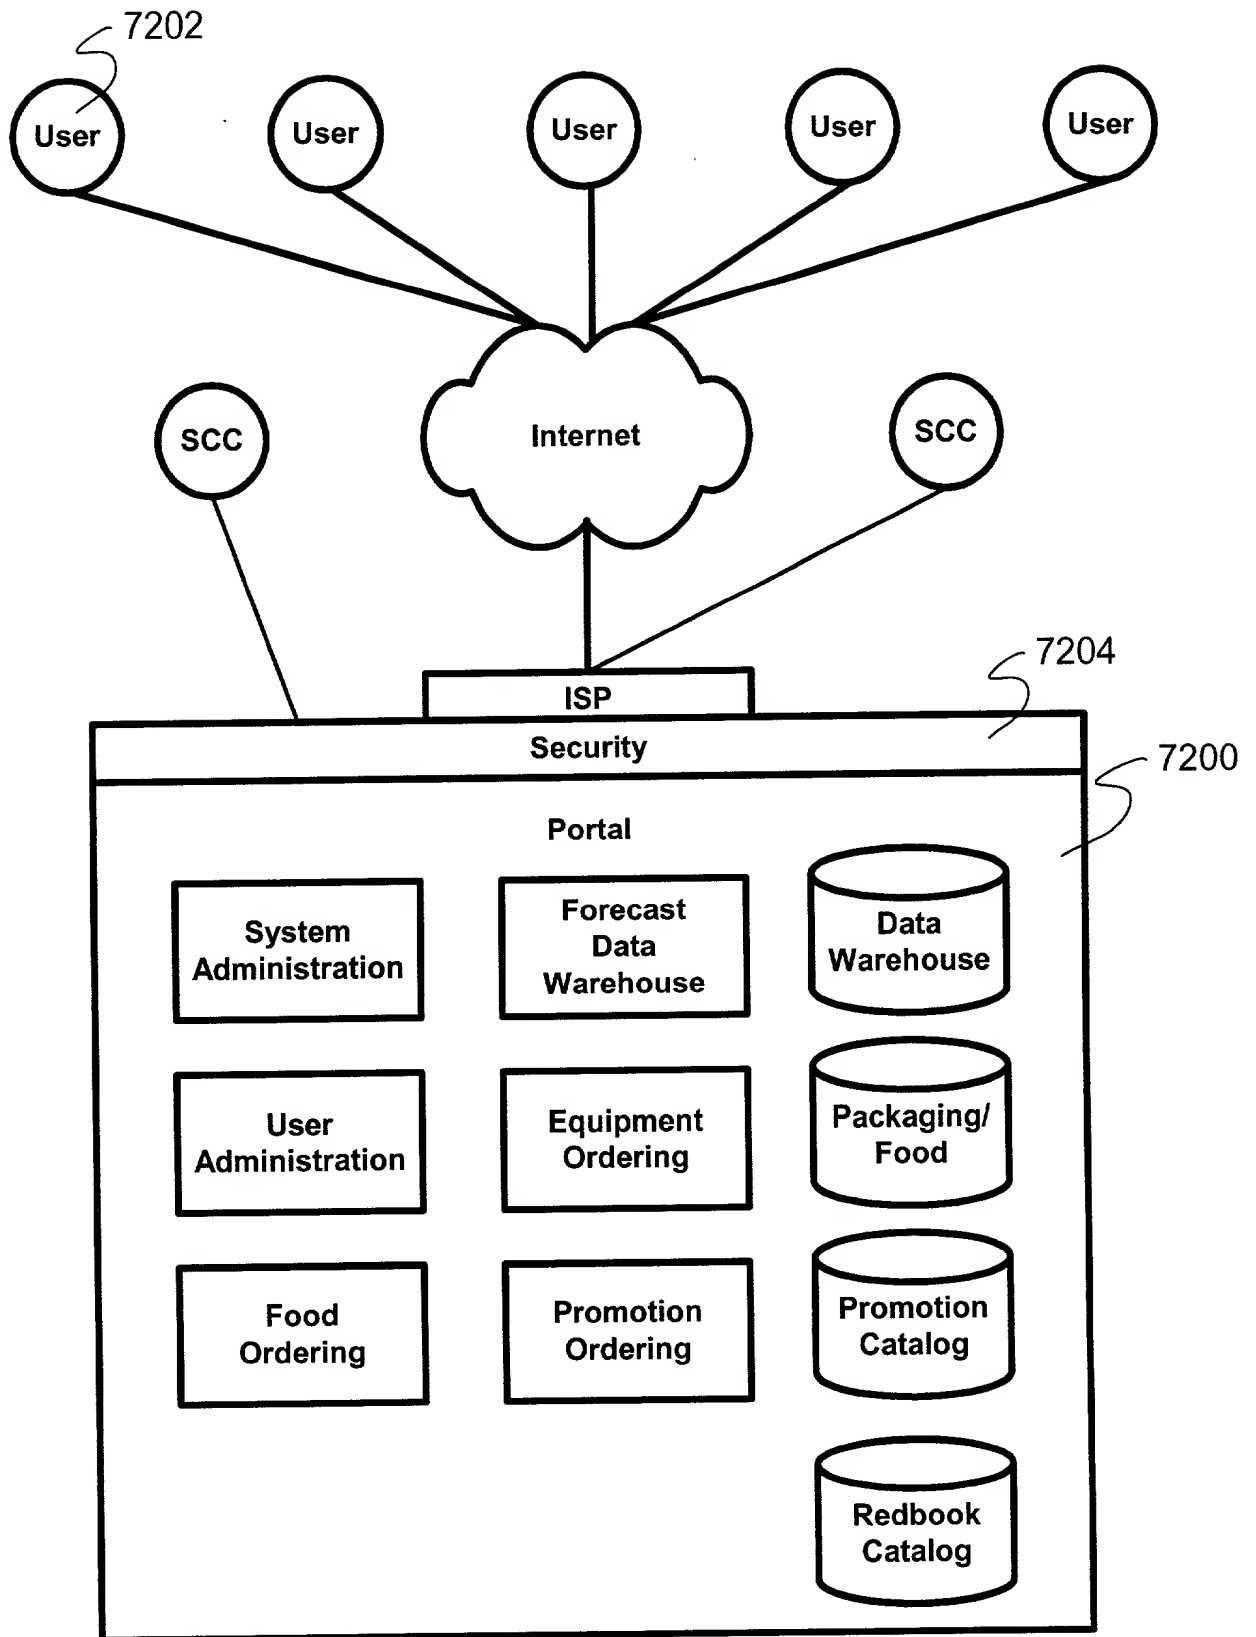 7202
User
User
User
User
User
SCC
Internet
SCC
7204
ISP
Security
7200
Portal
System
Administration
Forecast
Data
Warehouse
Data
Warehouse
User
Administration
Equipment
Ordering
Packaging/
Food
Food
Ordering
Promotion
Ordering
Promotion
Catalog
Redbook
Catalog